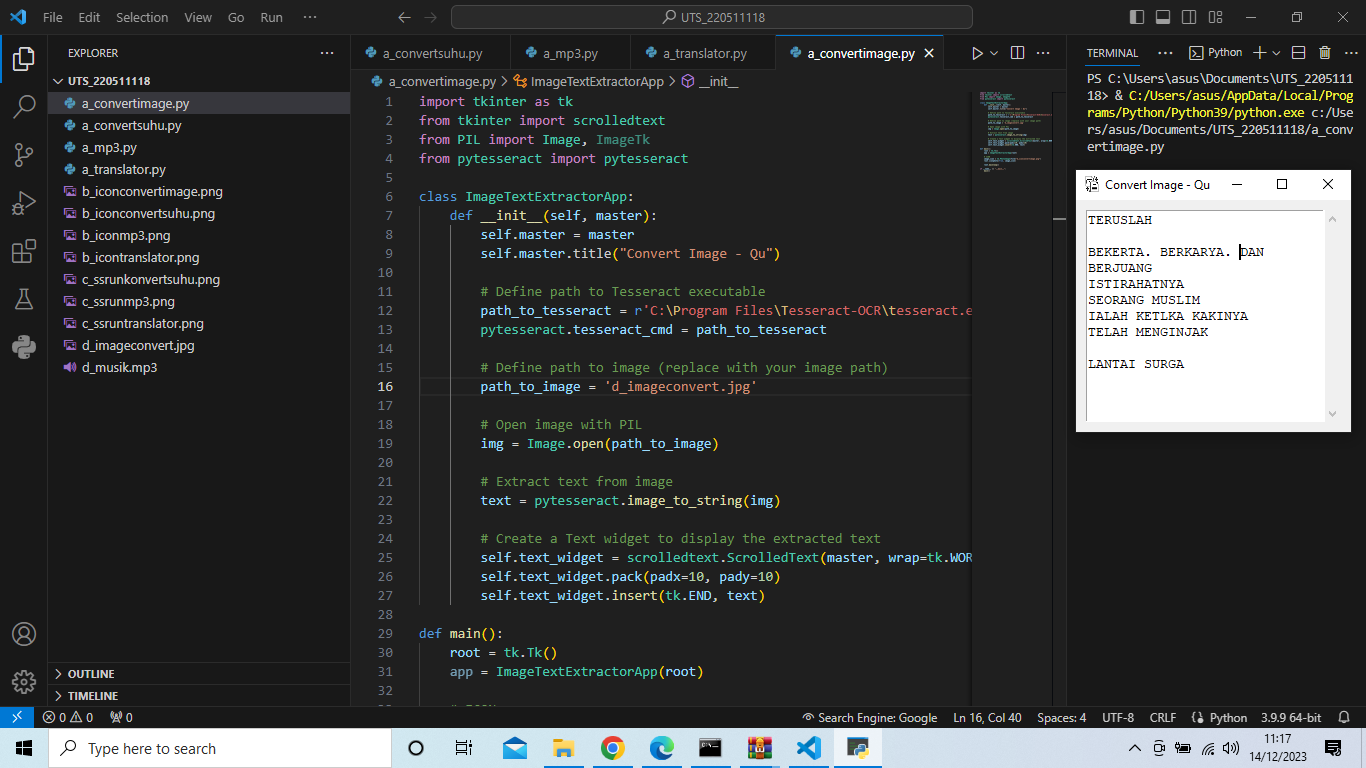 File Edit Selection View Go Run ···
UTS_220511118
EXPLORER
UTS_220511118
a_convertimage.py
a_convertsuhu.py
a_mp3.py
a_translator.py
b_iconconvertimage.png
b_iconconvertsuhu.png
b_iconmp3.png
b_icontranslator.png
c_ssrunkonvertsuhu.png
c_ssrunmp3.png
c_ssruntranslator.png
d_imageconvert.jpg
d_musik.mp3
OUTLINE
TIMELINE
a_convertsuhu.py a_mp3.py a_translator.py a_convertimage.py
a_convertimage.py > ImageTextExtractorApp > __init__
1 import tkinter as tk
2 from tkinter import scrolledtext
3 from PIL import Image, ImageTk
4 from pytesseract import pytesseract
5
6 class ImageTextExtractorApp:
7 def __init__(self, master):
8 self.master = master
9 self.master.title("Convert Image - Qu")
10
11 # Define path to Tesseract executable
12 path_to_tesseract = r'C:\Program Files\Tesseract-OCR\tesseract.e
13 pytesseract.tesseract_cmd = path_to_tesseract
14
15 # Define path to image (replace with your image path)
16 path_to_image = 'd_imageconvert.jpg'
17
18 # Open image with PIL
19 img = Image.open(path_to_image)
20
21 # Extract text from image
22 text = pytesseract.image_to_string(img)
23
24 # Create a Text widget to display the extracted text
25 self.text_widget = scrolledtext.ScrolledText(master, wrap=tk.WOR
26 self.text_widget.pack(padx=10, pady=10)
27 self.text_widget.insert(tk.END, text)
28
29 def main():
30 root = tk.Tk()
31 app = ImageTextExtractorApp(root)
32
TERMINAL ··· Python
PS C:\Users\asus\Documents\UTS_2205111
18> & C:/Users/asus/AppData/Local/Prog
rams/Python/Python39/python.exe c:/Use
rs/asus/Documents/UTS_220511118/a_conv
ertimage.py
Convert Image - Qu
TERUSLAH
BEKERTA. BERKARYA. DAN
BERJUANG
ISTIRAHATNYA
SEORANG MUSLIM
IALAH KETLKA KAKINYA
TELAH MENGINJAK
LANTAI SURGA
0 0 0
Search Engine: Google Ln 16, Col 40 Spaces: 4 UTF-8 CRLF Python 3.9.9 64-bit
Type here to search
11:17
14/12/2023